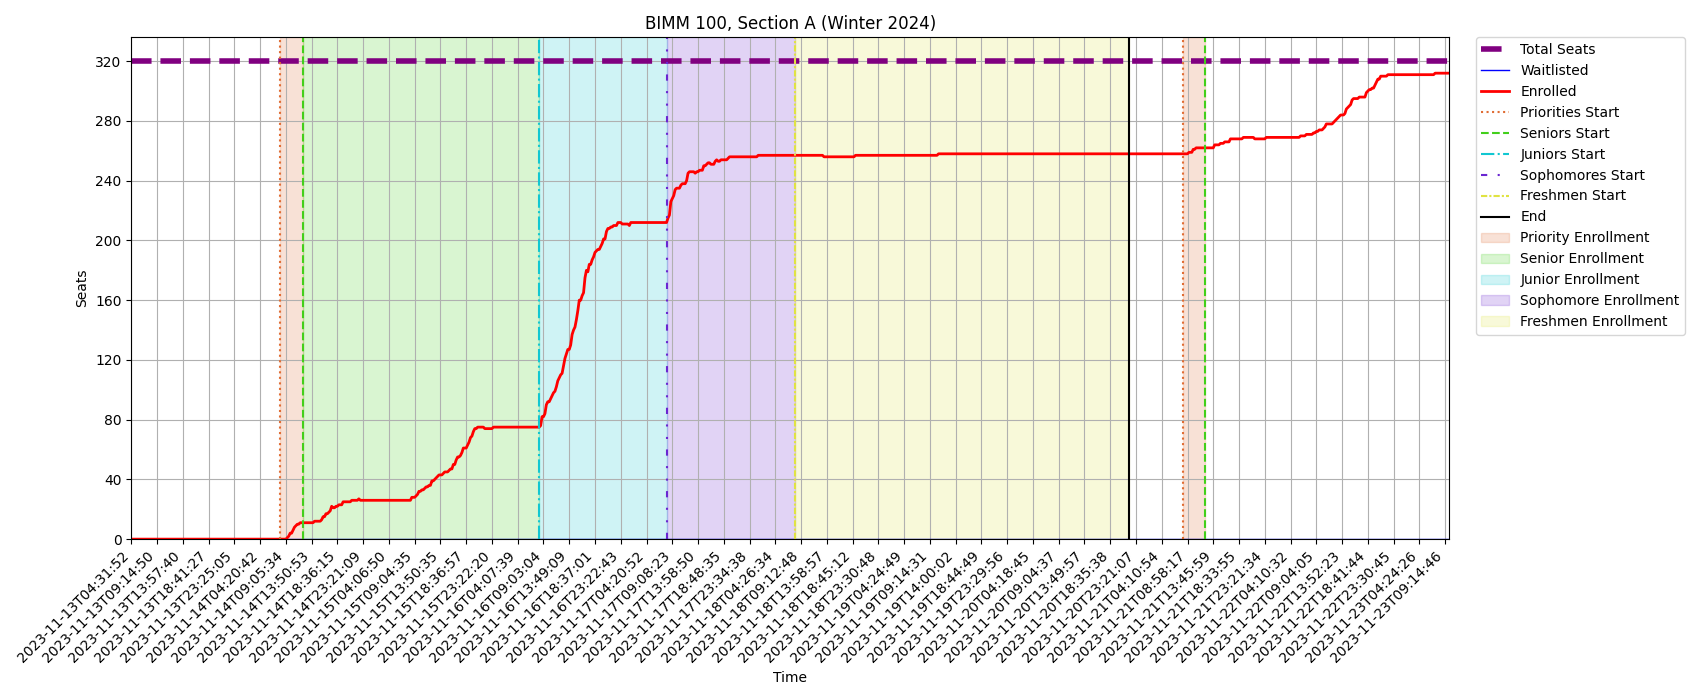 BIMM 100, Section A (Winter 2024)
Seats
320
280
240
200
160
120
80
40
0
2023-11-13T04:31:52
2023-11-13T09:14:50
2023-11-13T13:57:40
2023-11-13T18:41:27
2023-11-13T23:25:05
2023-11-14T04:20:42
2023-11-14T09:05:34
2023-11-14T13:50:53
2023-11-14T18:36:15
2023-11-14T23:21:09
2023-11-15T04:06:50
2023-11-15T09:04:35
2023-11-15T13:50:35
2023-11-15T18:36:57
2023-11-15T23:22:20
2023-11-16T04:07:39
2023-11-16T09:03:04
2023-11-16T13:49:09
2023-11-16T18:37:01
2023-11-16T23:22:43
2023-11-17T04:20:52
2023-11-17T09:08:23
2023-11-17T13:58:50
2023-11-17T18:48:35
2023-11-17T23:34:38
2023-11-18T04:26:34
2023-11-18T09:12:48
2023-11-18T13:58:57
2023-11-18T18:45:12
2023-11-18T23:30:48
2023-11-19T04:24:49
2023-11-19T09:14:31
2023-11-19T14:00:02
2023-11-19T18:44:49
2023-11-19T23:29:56
2023-11-20T04:18:45
2023-11-20T09:04:37
2023-11-20T13:49:57
2023-11-20T18:35:38
2023-11-20T23:21:07
2023-11-21T04:10:54
2023-11-21T08:58:17
2023-11-21T13:45:59
2023-11-21T18:33:55
2023-11-21T23:21:34
2023-11-22T04:10:32
2023-11-22T09:04:05
2023-11-22T13:52:23
2023-11-22T18:41:44
2023-11-22T23:30:45
2023-11-23T04:24:26
2023-11-23T09:14:46
Time
Total Seats
Waitlisted
Enrolled
Priorities Start
Seniors Start
Juniors Start
Sophomores Start
Freshmen Start
End
Priority Enrollment
Senior Enrollment
Junior Enrollment
Sophomore Enrollment
Freshmen Enrollment